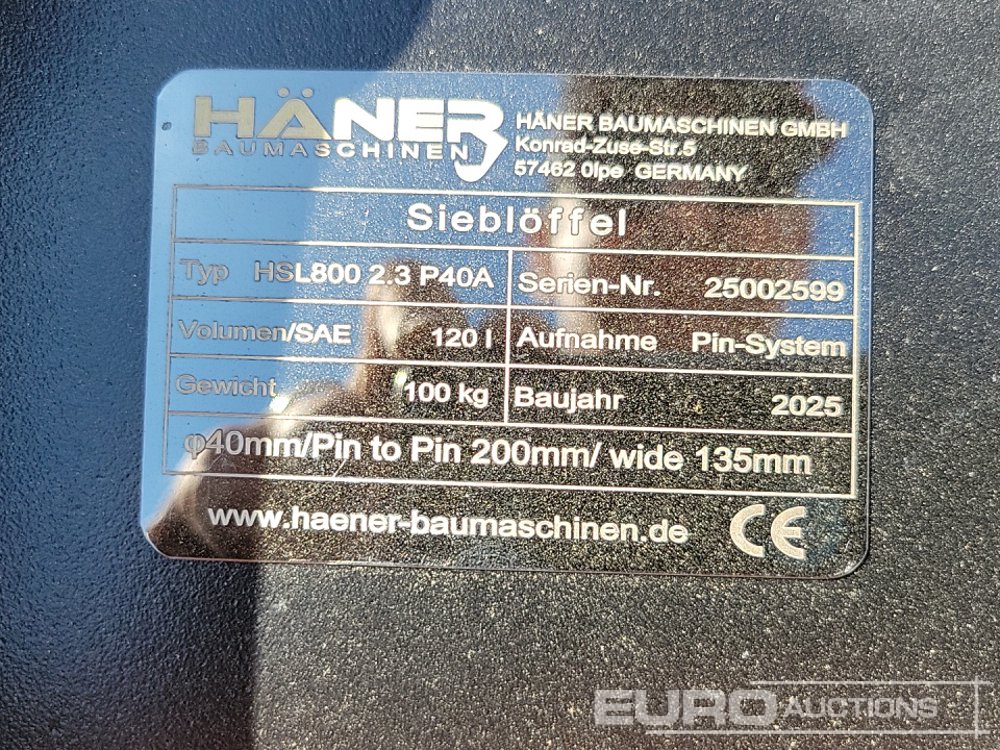 HÄNER
BAUMASCHINEN
HÄNER BAUMASCHINEN GMBH
Konrad-Zuse-Str.5
57462 Olpe GERMANY
Sieblöffel
Typ HSL800 2.3 P40A
Serien-Nr. 25002599
Volumen/SAE 120 l
Aufnahme Pin-System
Gewicht 100 kg
Baujahr 2025
φ40mm/Pin to Pin 200mm/ wide 135mm
www.haener-baumaschinen.de CE
EURO AUCTIONS